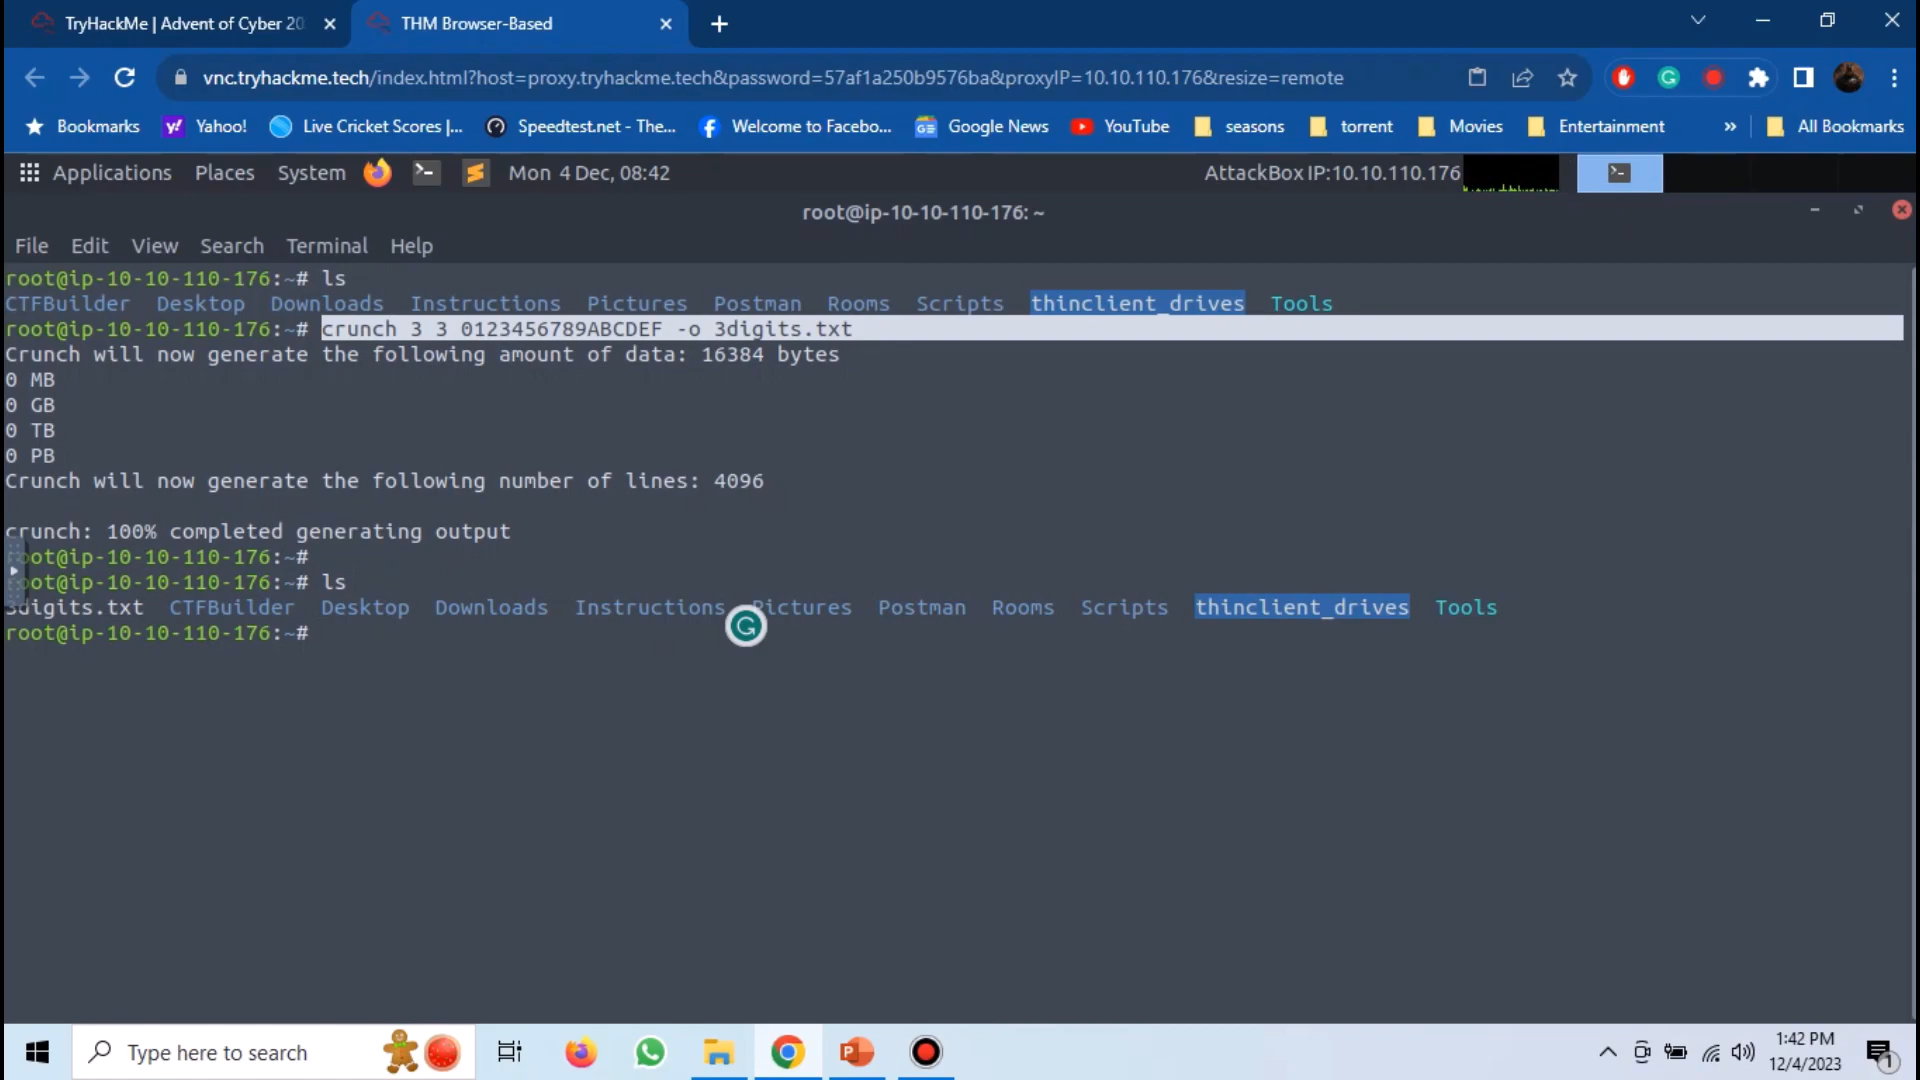 TryHackMe | Advent of Cyber 20
THM Browser-Based
vnc.tryhackme.tech/index.html?host=proxy.tryhackme.tech&password=57af1a250b9576ba&proxyIP=10.10.110.176&resize=remote
Bookmarks Yahoo! Live Cricket Scores |... Speedtest.net - The... Welcome to Facebo... Google News YouTube seasons torrent Movies Entertainment » All Bookmarks
Applications Places System Mon 4 Dec, 08:42 AttackBox IP:10.10.110.176
root@ip-10-10-110-176: ~
File Edit View Search Terminal Help
root@ip-10-10-110-176:~# ls
CTFBuilder Desktop Downloads Instructions Pictures Postman Rooms Scripts thinclient_drives Tools
root@ip-10-10-110-176:~# crunch 3 3 0123456789ABCDEF -o 3digits.txt
Crunch will now generate the following amount of data: 16384 bytes
0 MB
0 GB
0 TB
0 PB
Crunch will now generate the following number of lines: 4096
crunch: 100% completed generating output
root@ip-10-10-110-176:~#
root@ip-10-10-110-176:~# ls
3digits.txt CTFBuilder Desktop Downloads Instructions Pictures Postman Rooms Scripts thinclient_drives Tools
root@ip-10-10-110-176:~#
Type here to search
1:42 PM
12/4/2023
1